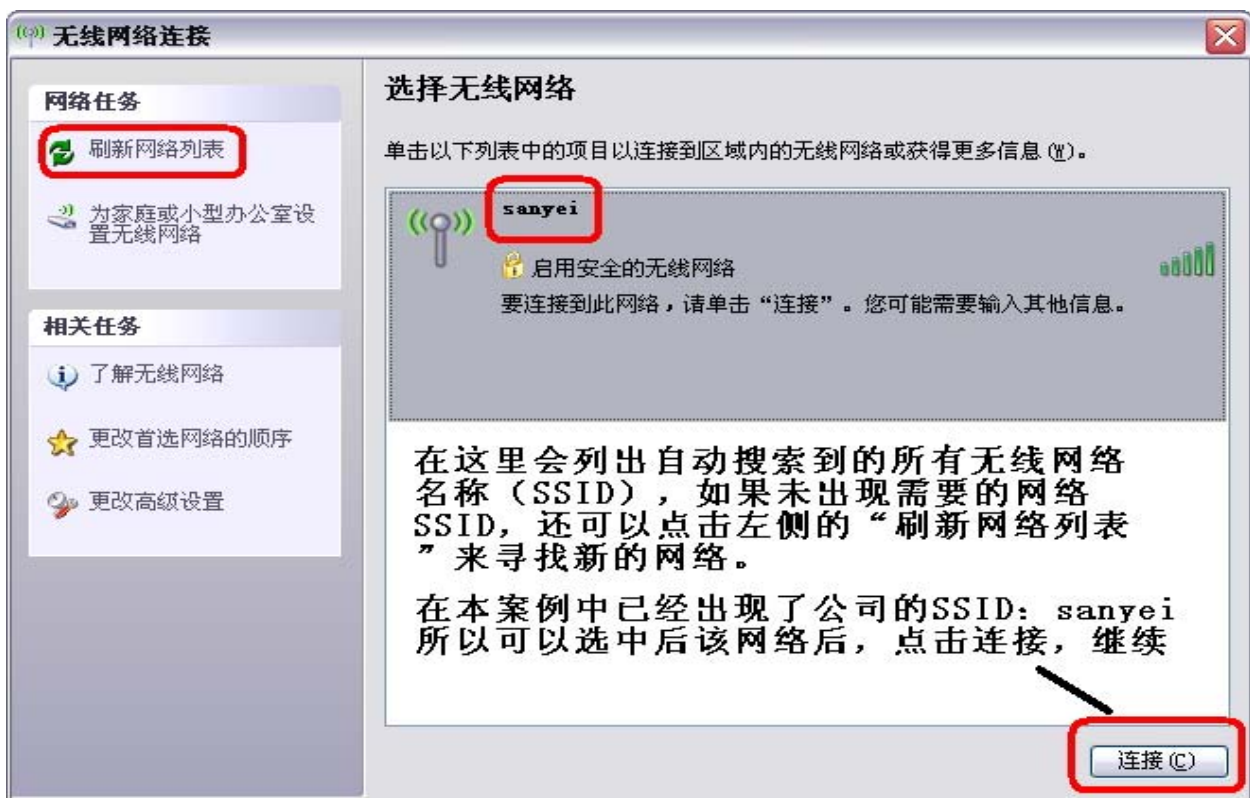 无线网络连接
网络任务
刷新网络列表
为家庭或小型办公室设
置无线网络
相关任务
了解无线网络
更改首选网络的顺序
更改高级设置
选择无线网络
单击以下列表中的项目以连接到区域内的无线网络或获得更多信息(W)。
sanyei
启用安全的无线网络
要连接到此网络,请单击“连接”。您可能需要输入其他信息。
在这里会列出自动搜索到的所有无线网络
名称(SSID),如果未出现需要的网络
SSID,还可以点击左侧的“刷新网络列表
”来寻找新的网络。
在本案例中已经出现了公司的SSID:sanyei
所以可以选中后该网络后,点击连接,继续
连接(C)